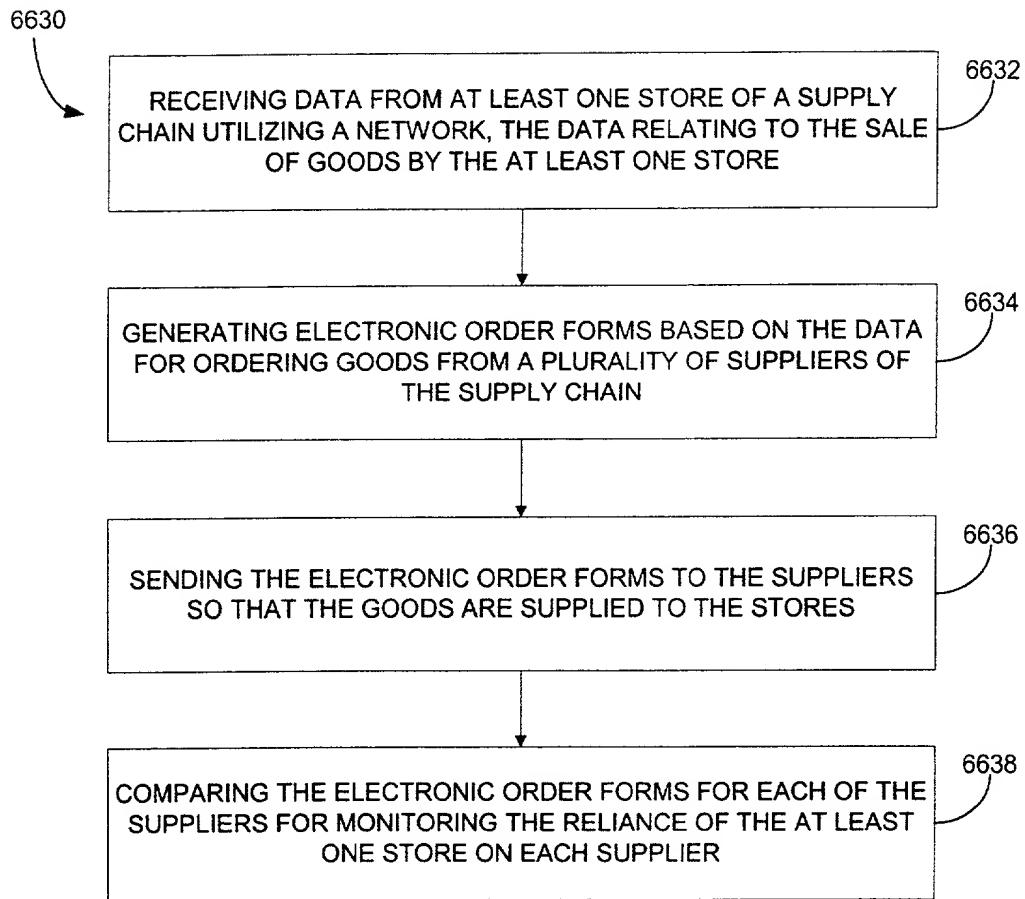 6630
6632
RECEIVING DATA FROM AT LEAST ONE STORE OF A SUPPLY
CHAIN UTILIZING A NETWORK, THE DATA RELATING TO THE SALE
OF GOODS BY THE AT LEAST ONE STORE
6634
GENERATING ELECTRONIC ORDER FORMS BASED ON THE DATA
FOR ORDERING GOODS FROM A PLURALITY OF SUPPLIERS OF
THE SUPPLY CHAIN
6636
SENDING THE ELECTRONIC ORDER FORMS TO THE SUPPLIERS
SO THAT THE GOODS ARE SUPPLIED TO THE STORES
6638
COMPARING THE ELECTRONIC ORDER FORMS FOR EACH OF THE
SUPPLIERS FOR MONITORING THE RELIANCE OF THE AT LEAST
ONE STORE ON EACH SUPPLIER